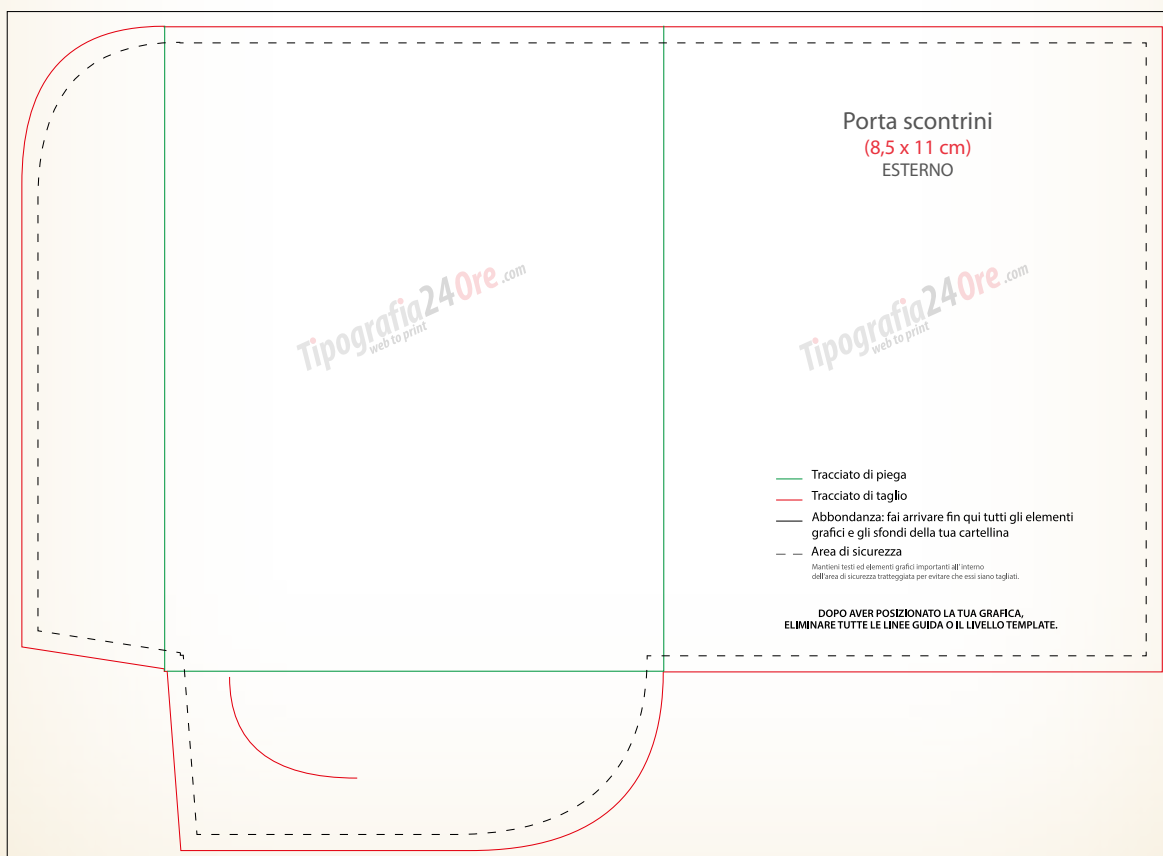 Porta scontrini
(8,5 x 11 cm)
ESTERNO
Tipografia24Ore.com
web to print
Tipografia24Ore.com
web to print
Tracciato di piega
Tracciato di taglio
Abbondanza: fai arrivare fin qui tutti gli elementi
grafici e gli sfondi della tua cartellina
Area di sicurezza
Mantieni testi ed elementi grafici importanti all'interno
dell'area di sicurezza tratteggiata per evitare che essi siano tagliati.
DOPO AVER POSIZIONATO LA TUA GRAFICA,
ELIMINARE TUTTE LE LINEE GUIDA O IL LIVELLO TEMPLATE.